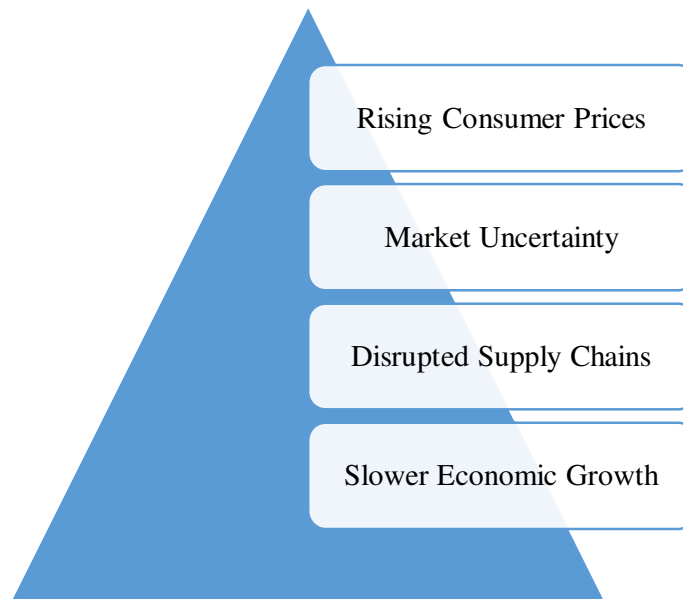 Rising Consumer Prices
Market Uncertainty
Disrupted Supply Chains
Slower Economic Growth